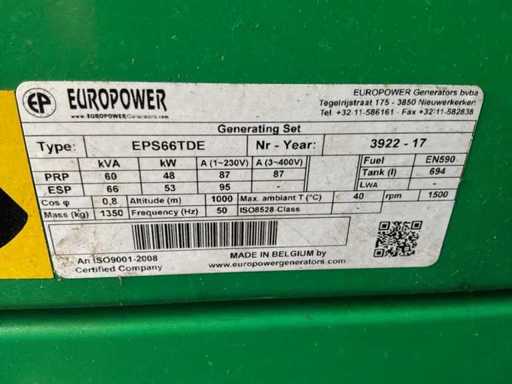 EP EUROPOWER
www.EUROPOWERGenerators.com
EUROPOWER Generators bvba
Tegelrijstraat 175 - 3850 Nieuwerkerken
Tel. +32-11-586161 - Fax +32-11-582838
Generating Set
Type: EPS66TDE Nr - Year: 3922 - 17
kVA kW A (1~230V) A (3~400V) Fuel EN590
PRP 60 48 87 87 Tank (l) 694
ESP 66 53 95 - LWA
Cos φ 0,8 Altitude (m) 1000 Max. ambiant T (°C) 40 rpm 1500
Mass (kg) 1350 Frequency (Hz) 50 ISO8528-Class
An ISO9001-2008
Certified Company
MADE IN BELGIUM by
www.europowergenerators.com